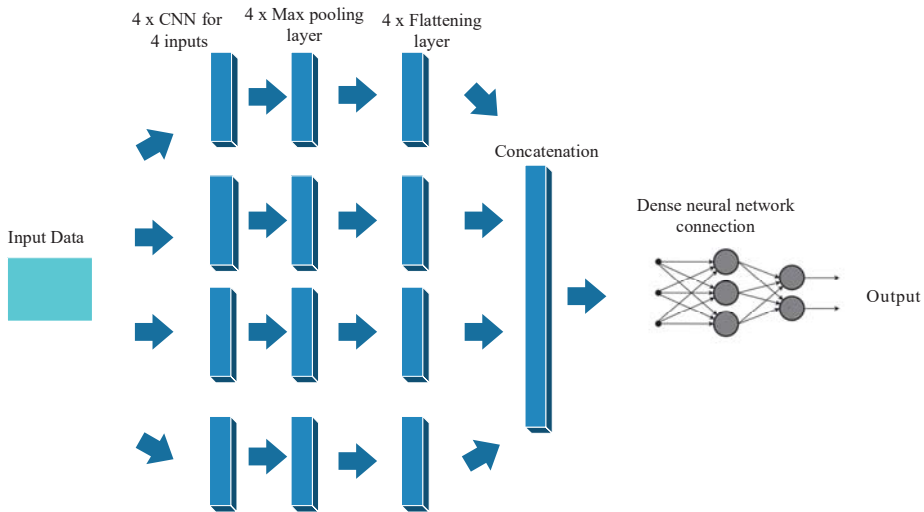 4 x CNN for
4 inputs
4 x Max pooling
layer
4 x Flattening
layer
Concatenation
Dense neural network
connection
Input Data
Output